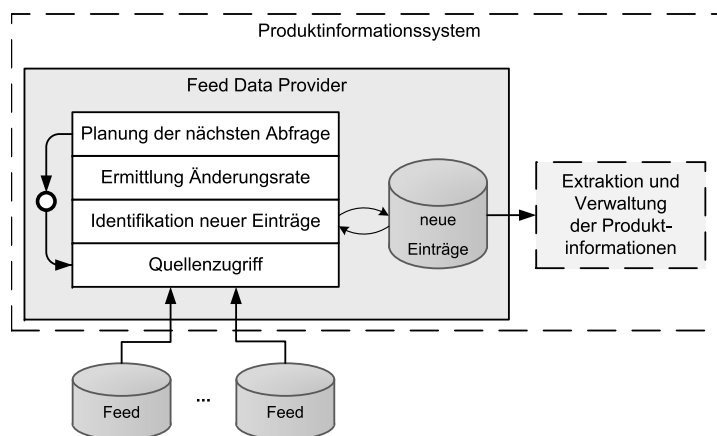 Produktinformationssystem
Feed Data Provider
Planung der nächsten Abfrage
Ermittlung Änderungsrate
Identifikation neuer Einträge
Quellenzugriff
neue
Einträge
Extraktion und
Verwaltung
der Produkt-
informationen
Feed
...
Feed